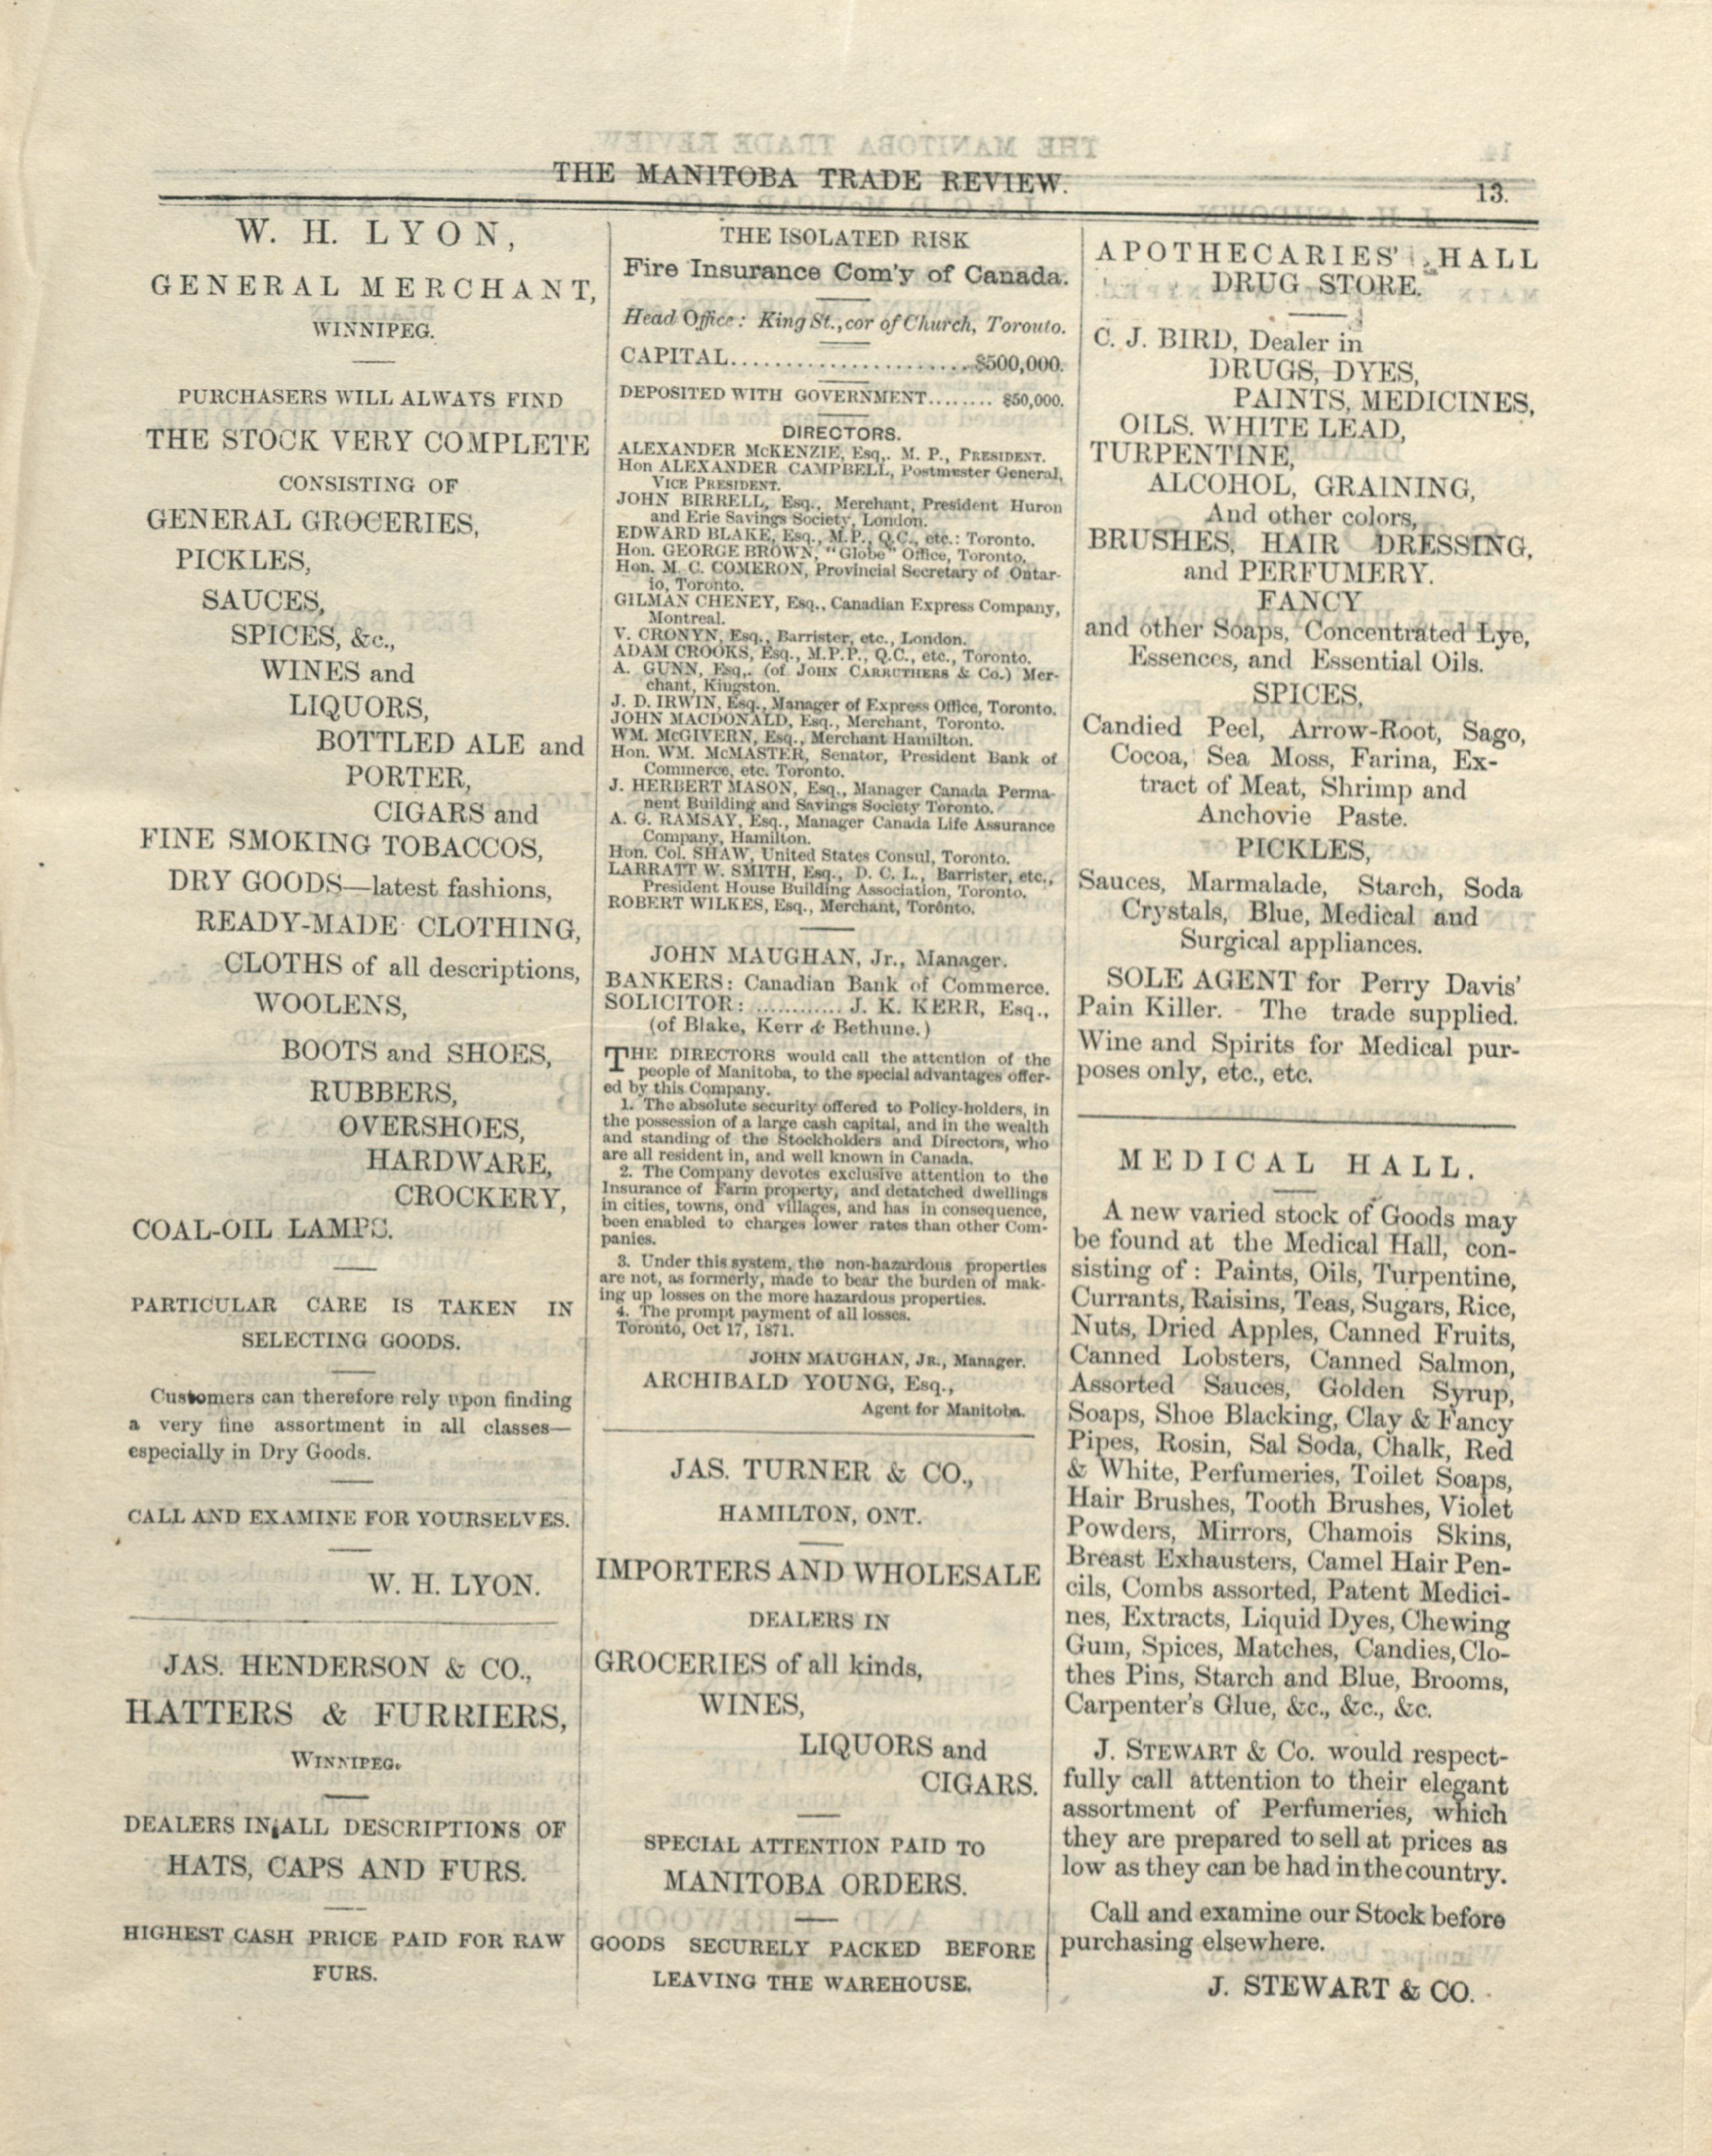 THE MANITOBA TRADE REVIEW.
13.
W. H. LYON,
GENERAL MERCHANT,
WINNIPEG.
PURCHASERS WILL ALWAYS FIND
THE STOCK VERY COMPLETE
CONSISTING OF
GENERAL GROCERIES,
PICKLES,
SAUCES,
SPICES, &c.,
WINES and
LIQUORS,
BOTTLED ALE and
PORTER,
CIGARS and
FINE SMOKING TOBACCOS,
DRY GOODS—latest fashions,
READY-MADE CLOTHING,
CLOTHS of all descriptions,
WOOLENS,
BOOTS and SHOES,
RUBBERS,
OVERSHOES,
HARDWARE,
CROCKERY,
COAL-OIL LAMPS.
PARTICULAR CARE IS TAKEN IN
SELECTING GOODS.
Customers can therefore rely upon finding
a very fine assortment in all classes—
especially in Dry Goods.
CALL AND EXAMINE FOR YOURSELVES.
W. H. LYON.
JAS. HENDERSON & CO.,
HATTERS & FURRIERS,
WINNIPEG.
DEALERS IN ALL DESCRIPTIONS OF
HATS, CAPS AND FURS.
HIGHEST CASH PRICE PAID FOR RAW
FURS.
THE ISOLATED RISK
Fire Insurance Com'y of Canada.
Head Office: King St., cor of Church, Toronto.
CAPITAL......................$500,000.
DEPOSITED WITH GOVERNMENT........ $50,000.
DIRECTORS.
ALEXANDER McKENZIE, Esq,. M. P., PRESIDENT.
Hon ALEXANDER CAMPBELL, Postmester General,
VICE PRESIDENT.
JOHN BIRRELL, Esq., Merchant, President Huron
and Erie Savings Society, London.
EDWARD BLAKE, Esq., M.P., Q.C., etc.: Toronto.
Hon. GEORGE BROWN, "Globe" Office, Toronto.
Hon. M. C. COMERON, Provincial Secretary of Ontar-
io, Toronto.
GILMAN CHENEY, Esq., Canadian Express Company,
Montreal.
V. CRONYN, Esq., Barrister, etc., London.
ADAM CROOKS, Esq., M.P.P., Q.C., etc., Toronto.
A. GUNN, Esq,. (of JOHN CARRUTHERS & Co.) Mer-
chant, Kingston.
J. D. IRWIN, Esq., Manager of Express Office, Toronto.
JOHN MACDONALD, Esq., Merchant, Toronto.
WM. McGIVERN, Esq., Merchant Hamilton.
Hon. WM. McMASTER, Senator, President Bank of
Commerce, etc. Toronto.
J. HERBERT MASON, Esq., Manager Canada Perma-
nent Building and Savings Society Toronto.
A. G. RAMSAY, Esq., Manager Canada Life Assurance
Company, Hamilton.
Hon. Col. SHAW, United States Consul, Toronto.
LARRATT W. SMITH, Esq., D. C. L., Barrister, etc.,
President House Building Association, Toronto.
ROBERT WILKES, Esq., Merchant, Toronto.
JOHN MAUGHAN, Jr., Manager.
BANKERS: Canadian Bank of Commerce.
SOLICITOR: ............ J. K. KERR, Esq.,
(of Blake, Kerr & Bethune.)
THE DIRECTORS would call the attention of the
people of Manitoba, to the special advantages offer-
ed by this Company.
1. The absolute security offered to Policy-holders, in
the possession of a large cash capital, and in the wealth
and standing of the Stockholders and Directors, who
are all resident in, and well known in Canada.
2. The Company devotes exclusive attention to the
Insurance of Farm property, and detatched dwellings
in cities, towns, ond villages, and has in consequence,
been enabled to charges lower rates than other Com-
panies.
3. Under this system, the non-hazardous properties
are not, as formerly, made to bear the burden of mak-
ing up losses on the more hazardous properties.
4. The prompt payment of all losses.
Toronto, Oct 17, 1871.
JOHN MAUGHAN, JR., Manager.
ARCHIBALD YOUNG, Esq.,
Agent for Manitoba.
JAS. TURNER & CO.,
HAMILTON, ONT.
IMPORTERS AND WHOLESALE
DEALERS IN
GROCERIES of all kinds,
WINES,
LIQUORS and
CIGARS.
SPECIAL ATTENTION PAID TO
MANITOBA ORDERS.
GOODS SECURELY PACKED BEFORE
LEAVING THE WAREHOUSE.
APOTHECARIES' HALL
DRUG STORE.
C. J. BIRD, Dealer in
DRUGS, DYES,
PAINTS, MEDICINES,
OILS. WHITE LEAD,
TURPENTINE,
ALCOHOL, GRAINING,
And other colors,
BRUSHES, HAIR DRESSING,
and PERFUMERY.
FANCY
and other Soaps, Concentrated Lye,
Essences, and Essential Oils.
SPICES,
Candied Peel, Arrow-Root, Sago,
Cocoa, Sea Moss, Farina, Ex-
tract of Meat, Shrimp and
Anchovie Paste.
PICKLES,
Sauces, Marmalade, Starch, Soda
Crystals, Blue, Medical and
Surgical appliances.
SOLE AGENT for Perry Davis'
Pain Killer. - The trade supplied.
Wine and Spirits for Medical pur-
poses only, etc., etc.
MEDICAL HALL.
A new varied stock of Goods may
be found at the Medical Hall, con-
sisting of : Paints, Oils, Turpentine,
Currants, Raisins, Teas, Sugars, Rice,
Nuts, Dried Apples, Canned Fruits,
Canned Lobsters, Canned Salmon,
Assorted Sauces, Golden Syrup,
Soaps, Shoe Blacking, Clay & Fancy
Pipes, Rosin, Sal Soda, Chalk, Red
& White, Perfumeries, Toilet Soaps,
Hair Brushes, Tooth Brushes, Violet
Powders, Mirrors, Chamois Skins,
Breast Exhausters, Camel Hair Pen-
cils, Combs assorted, Patent Medici-
nes, Extracts, Liquid Dyes, Chewing
Gum, Spices, Matches, Candies, Clo-
thes Pins, Starch and Blue, Brooms,
Carpenter's Glue, &c., &c., &c.
J. STEWART & Co. would respect-
fully call attention to their elegant
assortment of Perfumeries, which
they are prepared to sell at prices as
low as they can be had in the country.
Call and examine our Stock before
purchasing elsewhere.
J. STEWART & CO.